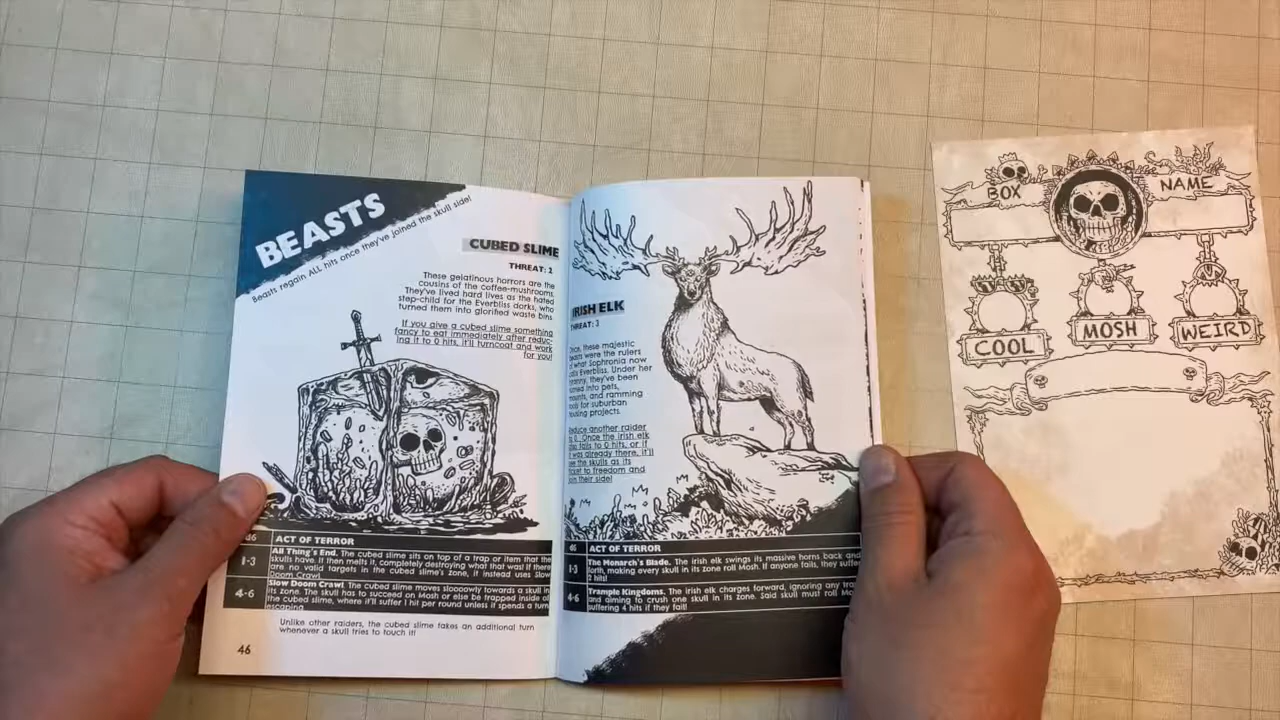 BEASTS
Beasts regain ALL hits once they've joined the skull side!
CUBED SLIME
THREAT: 2
These gelatinous horrors are the
cousins of the coffee-mushrooms.
They've lived hard lives as the hated
step-child for the Everbliss dorks, who
turned them into glorified waste bins.
If you give a cubed slime something
fancy to eat immediately after reduc-
ing it to 0 hits, it'll turncoat and work
for you!
d6 ACT OF TERROR
1-3 All Thing's End. The cubed slime sits on top of a trap or item that the
skulls have. It then melts it, completely destroying what that was! If there
are no valid targets in the cubed slime's zone, it instead uses Slow
Doom Crawl.
4-6 Slow Doom Crawl. The cubed slime moves slooowly towards a skull in
its zone. The skull has to succeed on Mosh or else be trapped inside of
the cubed slime, where it'll suffer 1 hit per round unless it spends a turn
escaping.
Unlike other raiders, the cubed slime takes an additional turn
whenever a skull tries to touch it!
46
IRISH ELK
THREAT: 3
Once, these majestic
beasts were the rulers
of what Sophronia now
calls Everbliss. Under her
tyranny, they've been
turned into pets,
mounts, and ramming
tools for suburban
housing projects.
Reduce another raider
to 0. Once the irish elk
also falls to 0 hits, or if
it was already there, it'll
see the skulls as its
ticket to freedom and
join their side!
d6 ACT OF TERROR
1-3 The Monarch's Blade. The irish elk swings its massive horns back and
forth, making every skull in its zone roll Mosh. If anyone fails, they suffer
2 hits!
4-6 Trample Kingdoms. The irish elk charges forward, ignoring any
and aiming to crush one skull in its zone. Said skull must roll
suffering 4 hits if they fail!
BOX NAME
COOL MOSH WEIRD